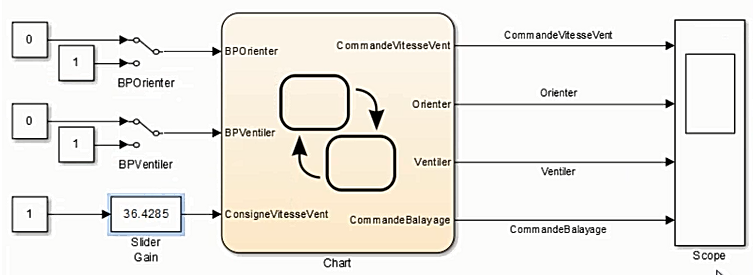 0
1
BPOrienter
0
1
BPVentiler
1
36.4285
Slider
Gain
BPOrienter
BPVentiler
ConsigneVitesseVent
CommandeVitesseVent
Orienter
Ventiler
CommandeBalayage
Chart
CommandeVitesseVent
Orienter
Ventiler
CommandeBalayage
Scope